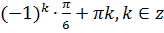 (−1)^k · π/6 + πk, k ∈ z